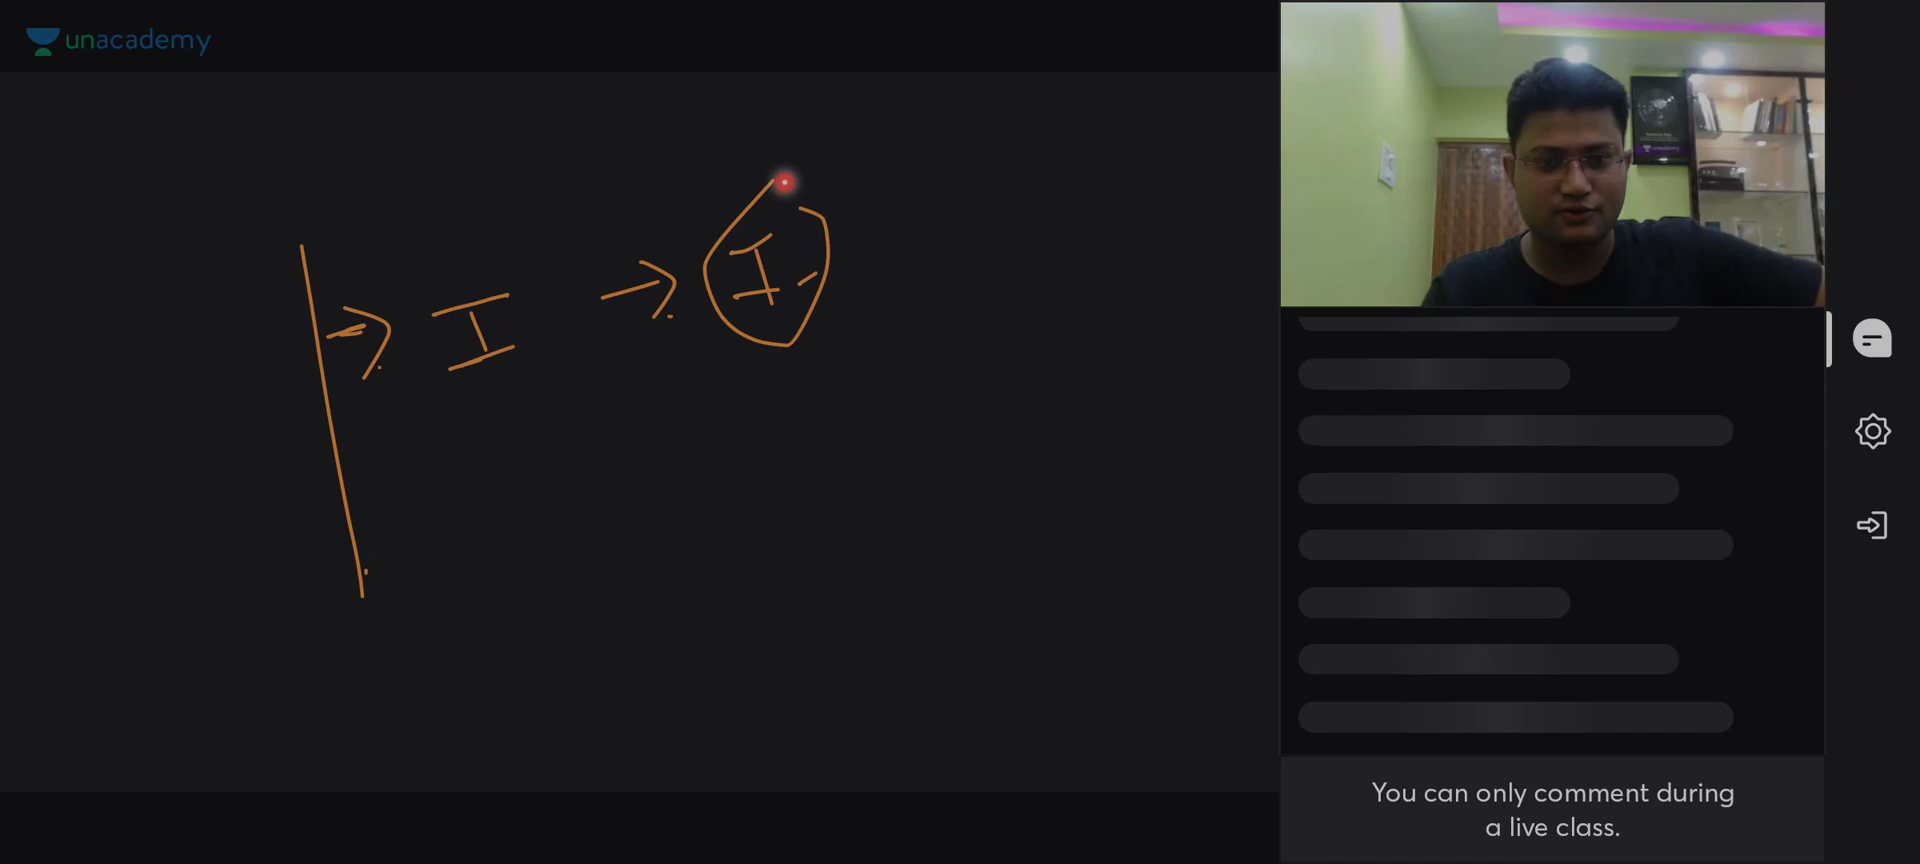 unacademy
I
I
You can only comment during
a live class.